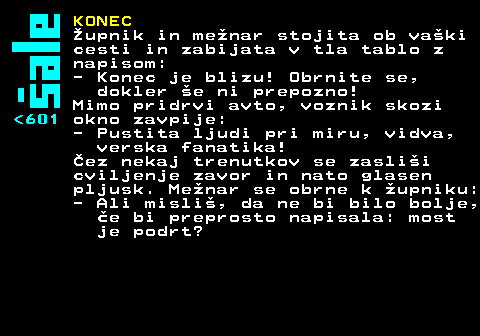 Šale
<601
KONEC
Župnik in mežnar stojita ob vaški
cesti in zabijata v tla tablo z
napisom:
- Konec je blizu! Obrnite se,
dokler še ni prepozno!
Mimo pridrvi avto, voznik skozi
okno zavpije:
- Pustita ljudi pri miru, vidva,
verska fanatika!
Čez nekaj trenutkov se zasliši
cviljenje zavor in nato glasen
pljusk. Mežnar se obrne k župniku:
- Ali misliš, da ne bi bilo bolje,
če bi preprosto napisala: most
je podrt?